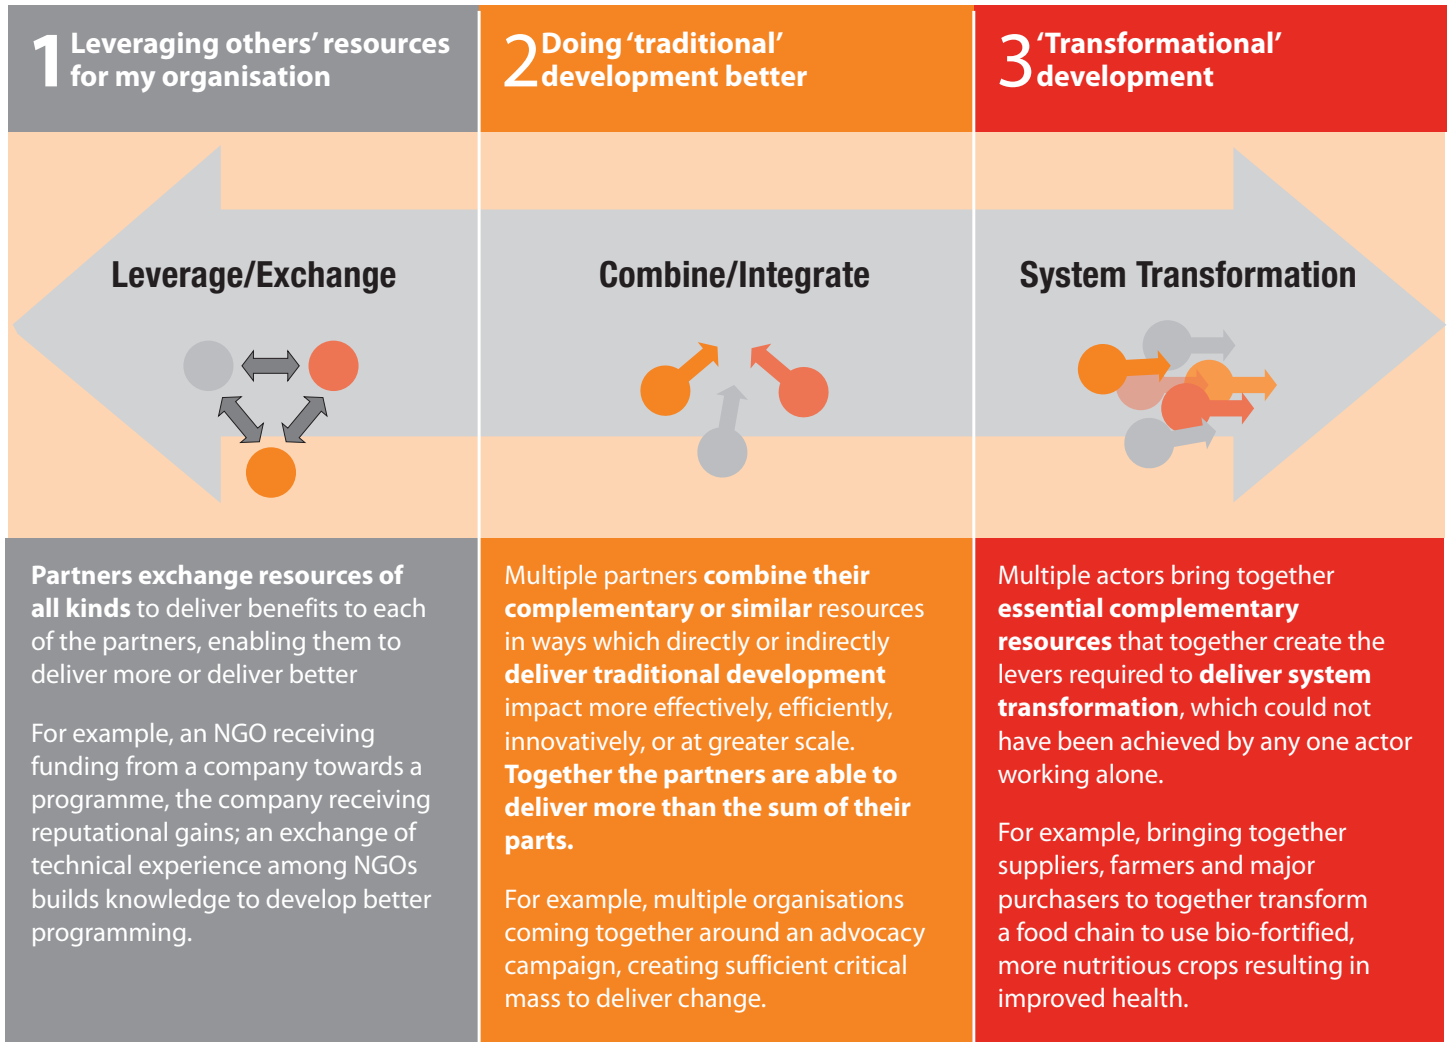 1 Leveraging others’ resources
for my organisation
2 Doing ‘traditional’
development better
3 ‘Transformational’
development
Leverage/Exchange
Combine/Integrate
System Transformation
Partners exchange resources of
all kinds to deliver benefits to each
of the partners, enabling them to
deliver more or deliver better
For example, an NGO receiving
funding from a company towards a
programme, the company receiving
reputational gains; an exchange of
technical experience among NGOs
builds knowledge to develop better
programming.
Multiple partners combine their
complementary or similar resources
in ways which directly or indirectly
deliver traditional development
impact more effectively, efficiently,
innovatively, or at greater scale.
Together the partners are able to
deliver more than the sum of their
parts.
For example, multiple organisations
coming together around an advocacy
campaign, creating sufficient critical
mass to deliver change.
Multiple actors bring together
essential complementary
resources that together create the
levers required to deliver system
transformation, which could not
have been achieved by any one actor
working alone.
For example, bringing together
suppliers, farmers and major
purchasers to together transform
a food chain to use bio-fortified,
more nutritious crops resulting in
improved health.